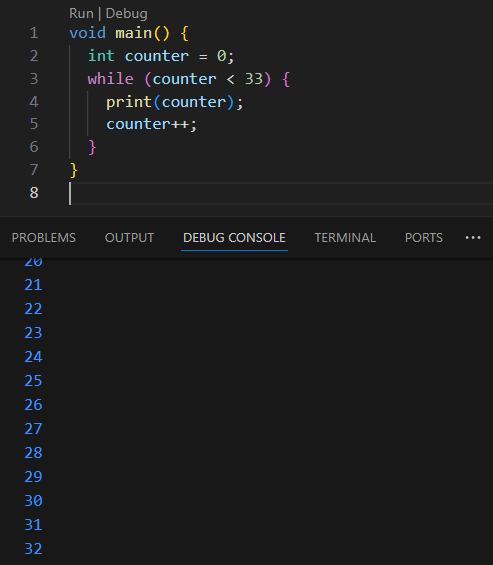 Run | Debug
1 void main() {
2 int counter = 0;
3 while (counter < 33) {
4 print(counter);
5 counter++;
6 }
7 }
8
PROBLEMS OUTPUT DEBUG CONSOLE TERMINAL PORTS ···
20
21
22
23
24
25
26
27
28
29
30
31
32